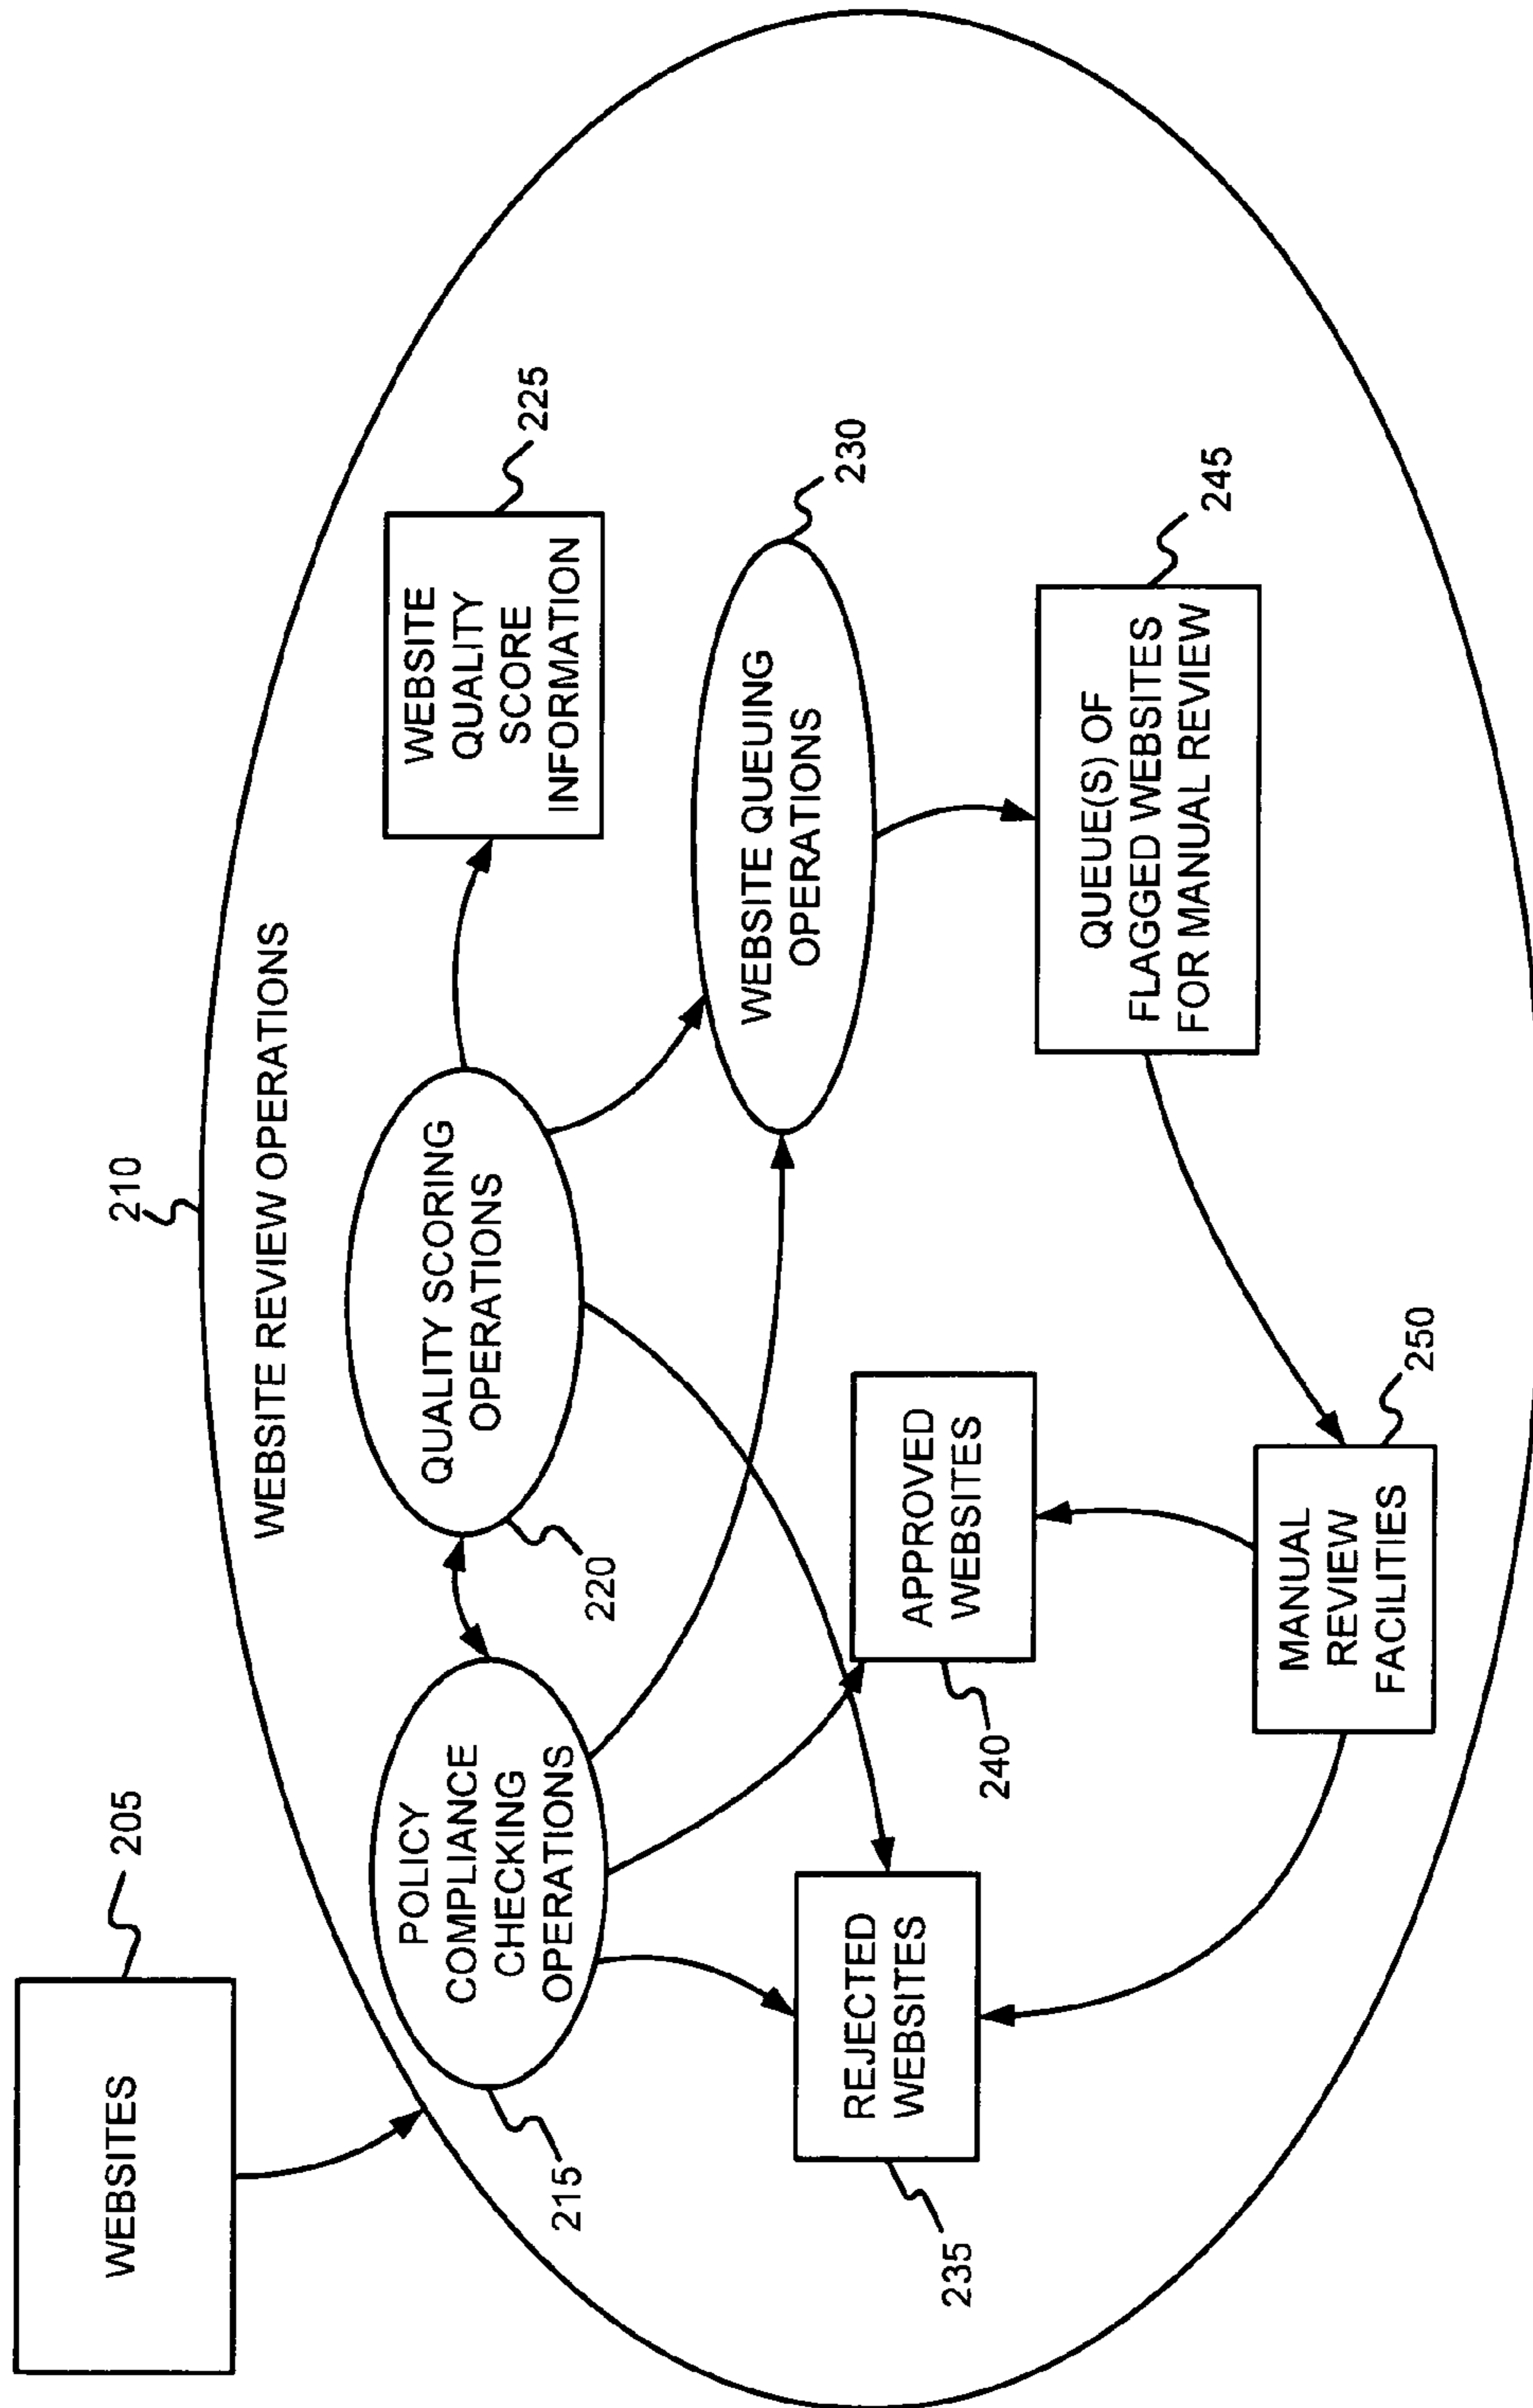 WEBSITES
205
210
WEBSITE REVIEW OPERATIONS
POLICY
COMPLIANCE
CHECKING
OPERATIONS
215
QUALITY SCORING
OPERATIONS
220
WEBSITE
QUALITY
SCORE
INFORMATION
225
WEBSITE QUEUING
OPERATIONS
230
REJECTED
WEBSITES
235
APPROVED
WEBSITES
240
QUEUE(S) OF
FLAGGED WEBSITES
FOR MANUAL REVIEW
245
MANUAL
REVIEW
FACILITIES
250